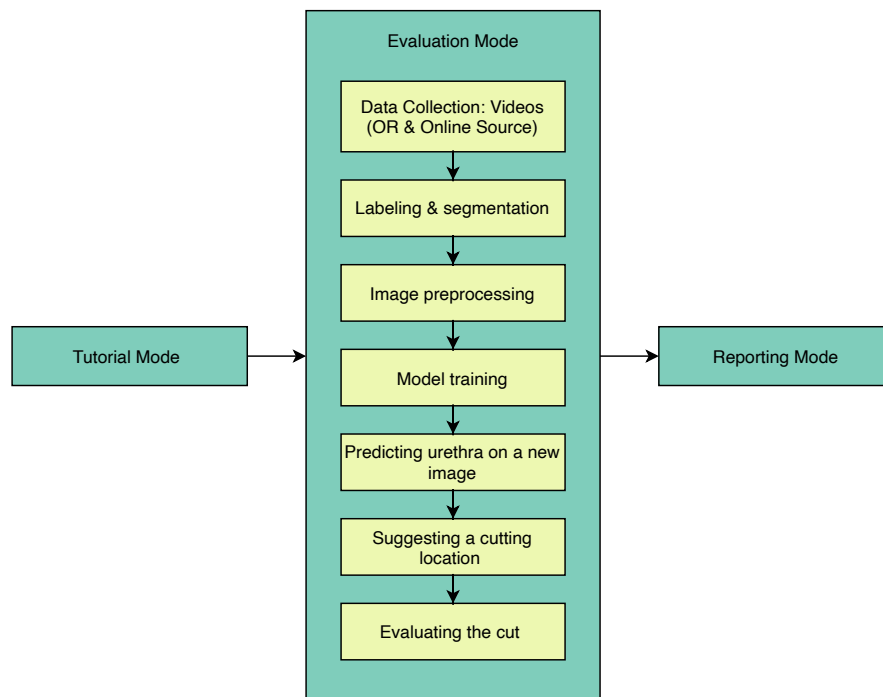 Evaluation Mode
Data Collection: Videos
(OR & Online Source)
Labeling & segmentation
Image preprocessing
Tutorial Mode
Reporting Mode
Model training
Predicting urethra on a new
image
Suggesting a cutting
location
Evaluating the cut